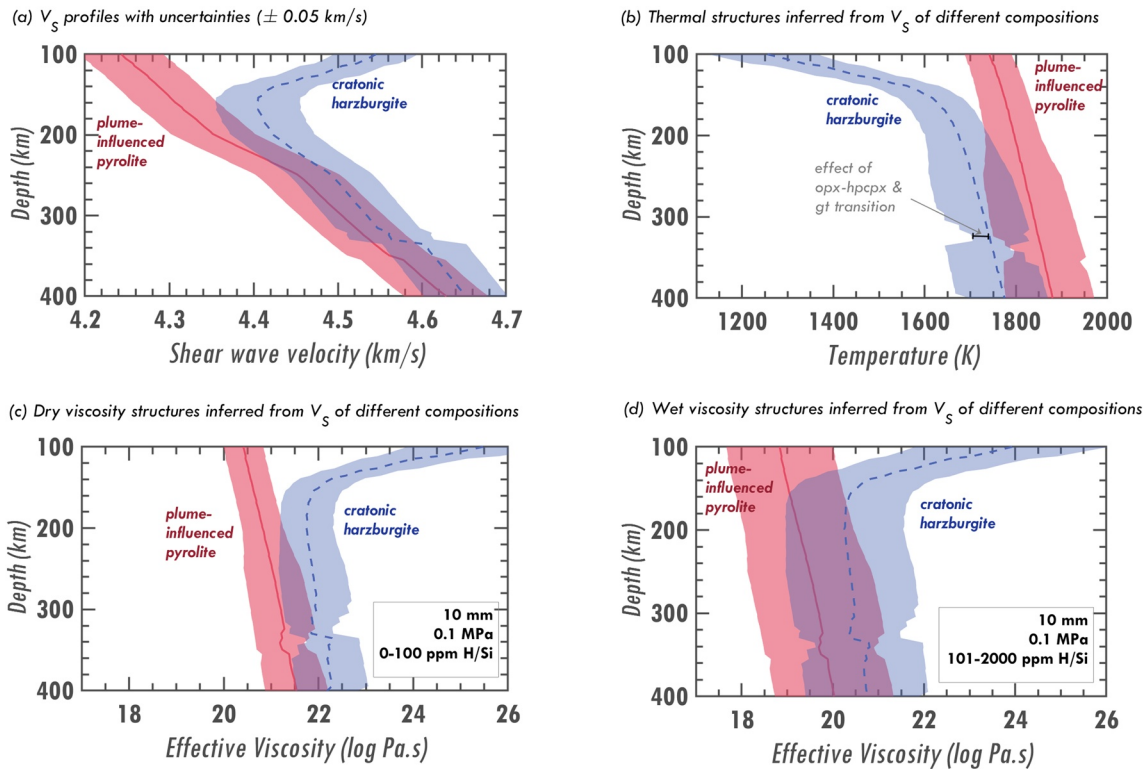 (a) VS profiles with uncertainties (± 0.05 km/s)
100
200
300
400
Depth (km)
cratonic
harzburgite
plume-
influenced
pyrolite
4.2 4.3 4.4 4.5 4.6 4.7
Shear wave velocity (km/s)
(b) Thermal structures inferred from VS of different compositions
100
200
300
400
Depth (km)
cratonic
harzburgite
plume-
influenced
pyrolite
effect of
opx-hpcpx &
gt transition
1200 1400 1600 1800 2000
Temperature (K)
(c) Dry viscosity structures inferred from VS of different compositions
100
200
300
400
Depth (km)
plume-
influenced
pyrolite
cratonic
harzburgite
10 mm
0.1 MPa
0-100 ppm H/Si
18 20 22 24 26
Effective Viscosity (log Pa.s)
(d) Wet viscosity structures inferred from VS of different compositions
100
200
300
400
Depth (km)
plume-
influenced
pyrolite
cratonic
harzburgite
10 mm
0.1 MPa
101-2000 ppm H/Si
18 20 22 24 26
Effective Viscosity (log Pa.s)